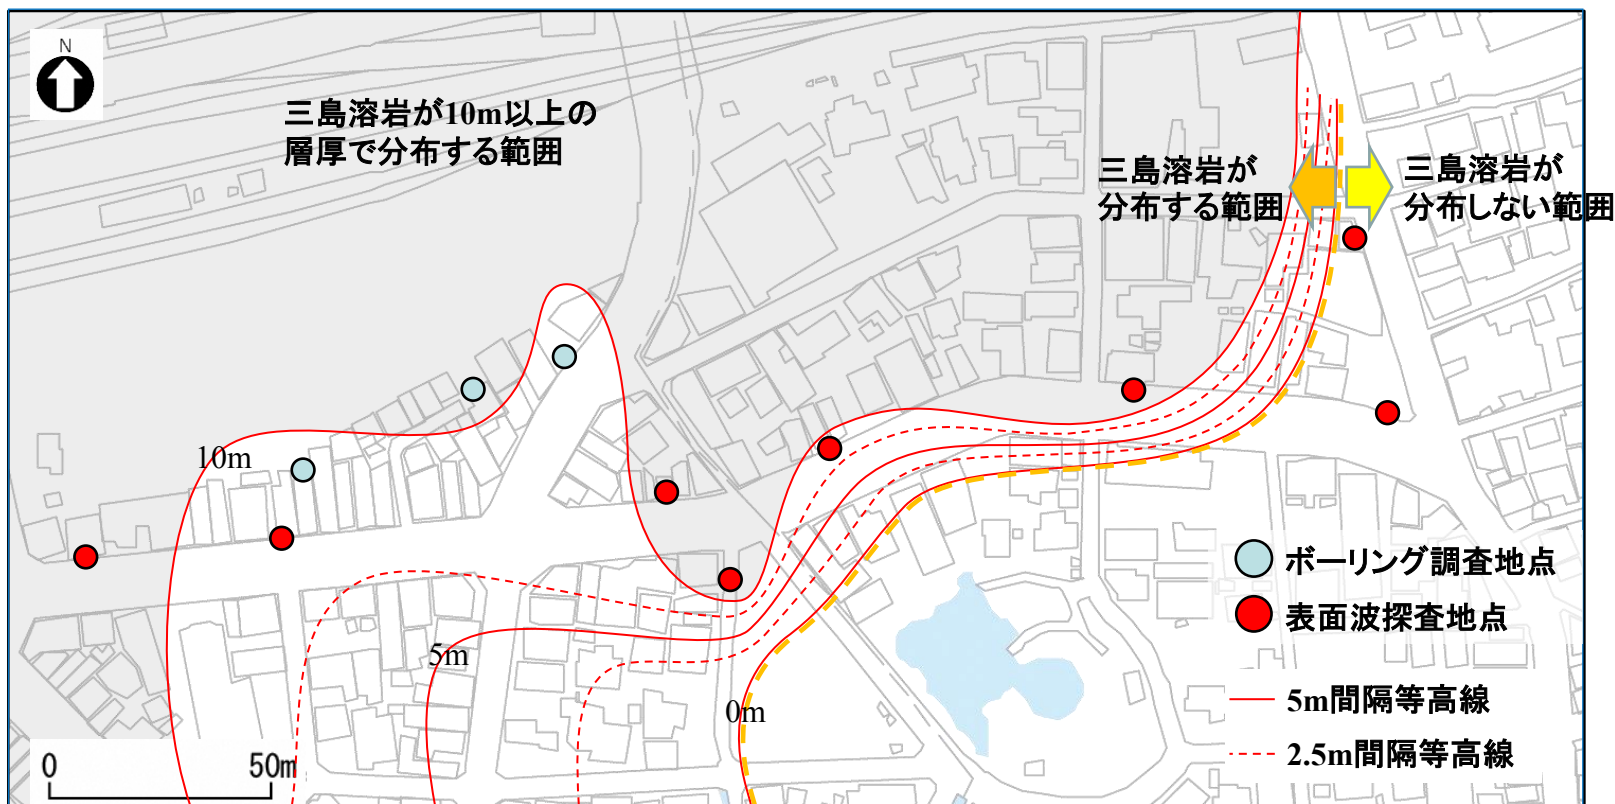 N
三島溶岩が10m以上の
層厚で分布する範囲
三島溶岩が
分布する範囲
三島溶岩が
分布しない範囲
10m
5m
0m
ボーリング調査地点
表面波探査地点
5m間隔等高線
2.5m間隔等高線
0 50m